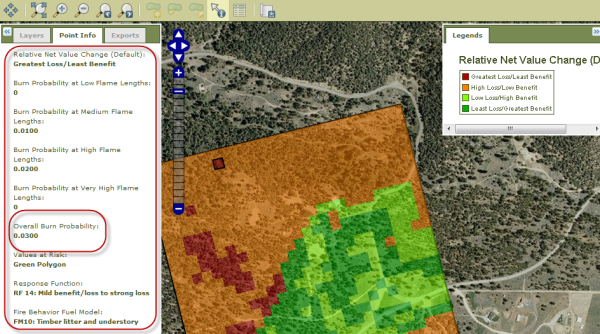 Layers
Point Info
Exports
Relative Net Value Change (Default):
Greatest Loss/Least Benefit
Burn Probability at Low Flame Lengths:
0
Burn Probability at Medium Flame
Lengths:
0.0100
Burn Probability at High Flame
Lengths:
0.0200
Burn Probability at Very High Flame
Lengths:
0
Overall Burn Probability:
0.0300
Values at Risk:
Green Polygon
Response Function:
RF 14: Mild benefit/loss to strong loss
Fire Behavior Fuel Model:
FM10: Timber litter and understory
Legends
Relative Net Value Change (D
Greatest Loss/Least Benefit
High Loss/Low Benefit
Low Loss/High Benefit
Least Loss/Greatest Benefit